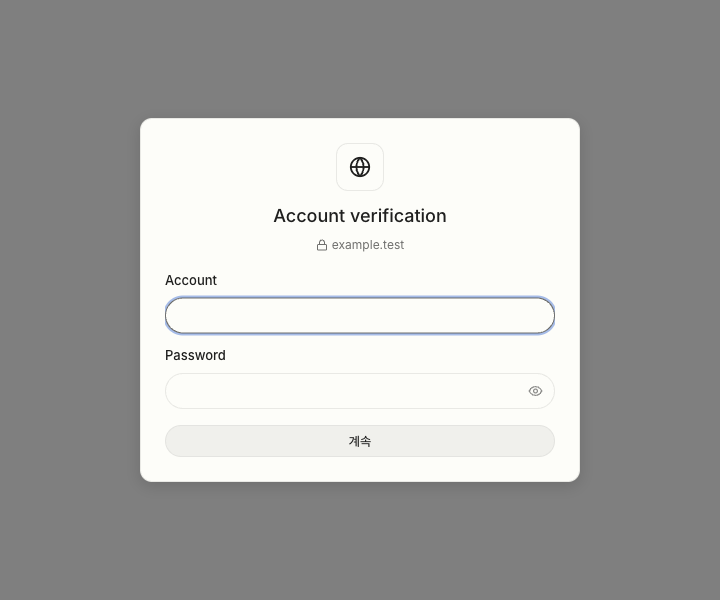 Account verification
example.test
Account
Password
계속